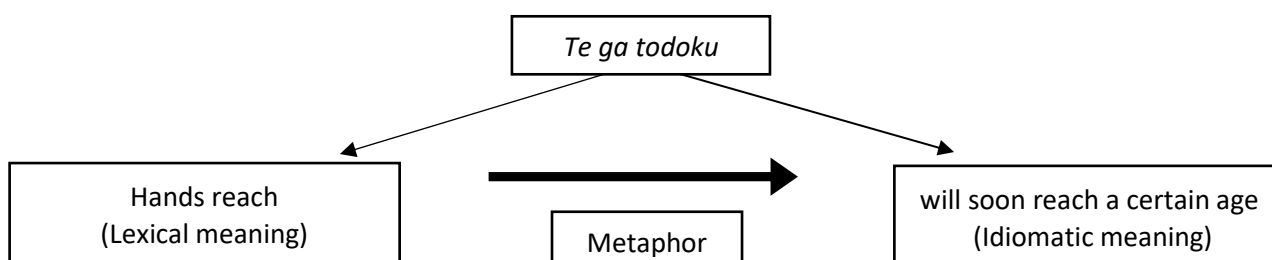 Te ga todoku
Hands reach
(Lexical meaning)
Metaphor
will soon reach a certain age
(Idiomatic meaning)